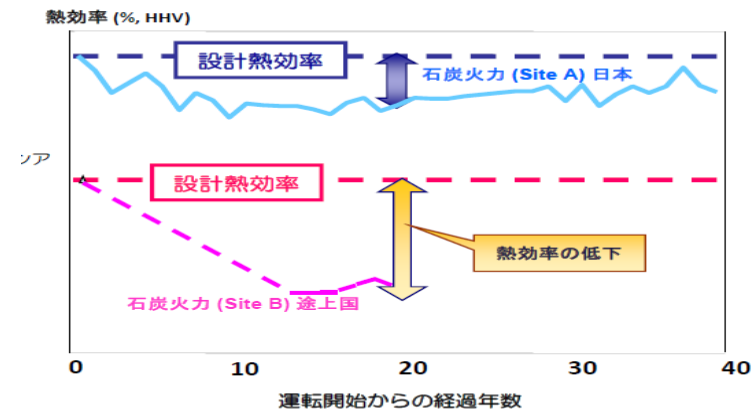 熱効率 (%, HHV)
設計熱効率
石炭火力 (Site A) 日本
ンア
設計熱効率
熱効率の低下
石炭火力 (Site B) 途上国
0 10 20 30 40
運転開始からの経過年数